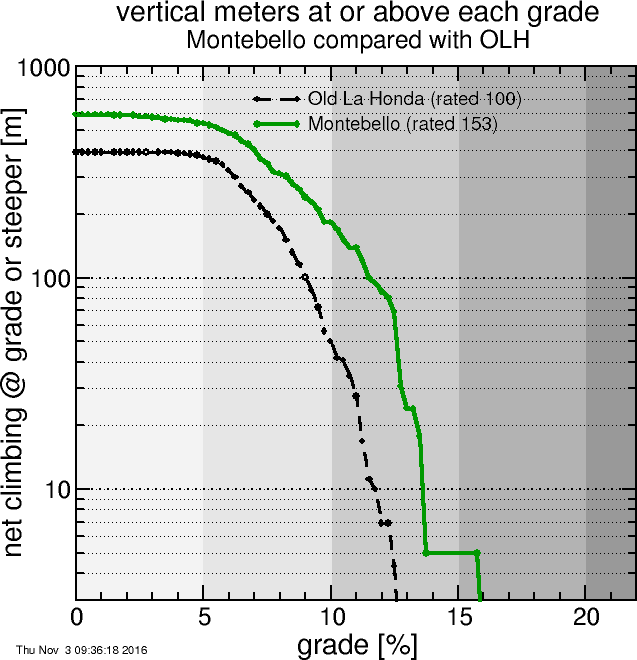 vertical meters at or above each grade
Montebello compared with OLH
1000
100
10
net climbing @ grade or steeper [m]
Old La Honda (rated 100)
Montebello (rated 153)
0 5 10 15 20
grade [%]
Thu Nov 3 09:36:18 2016